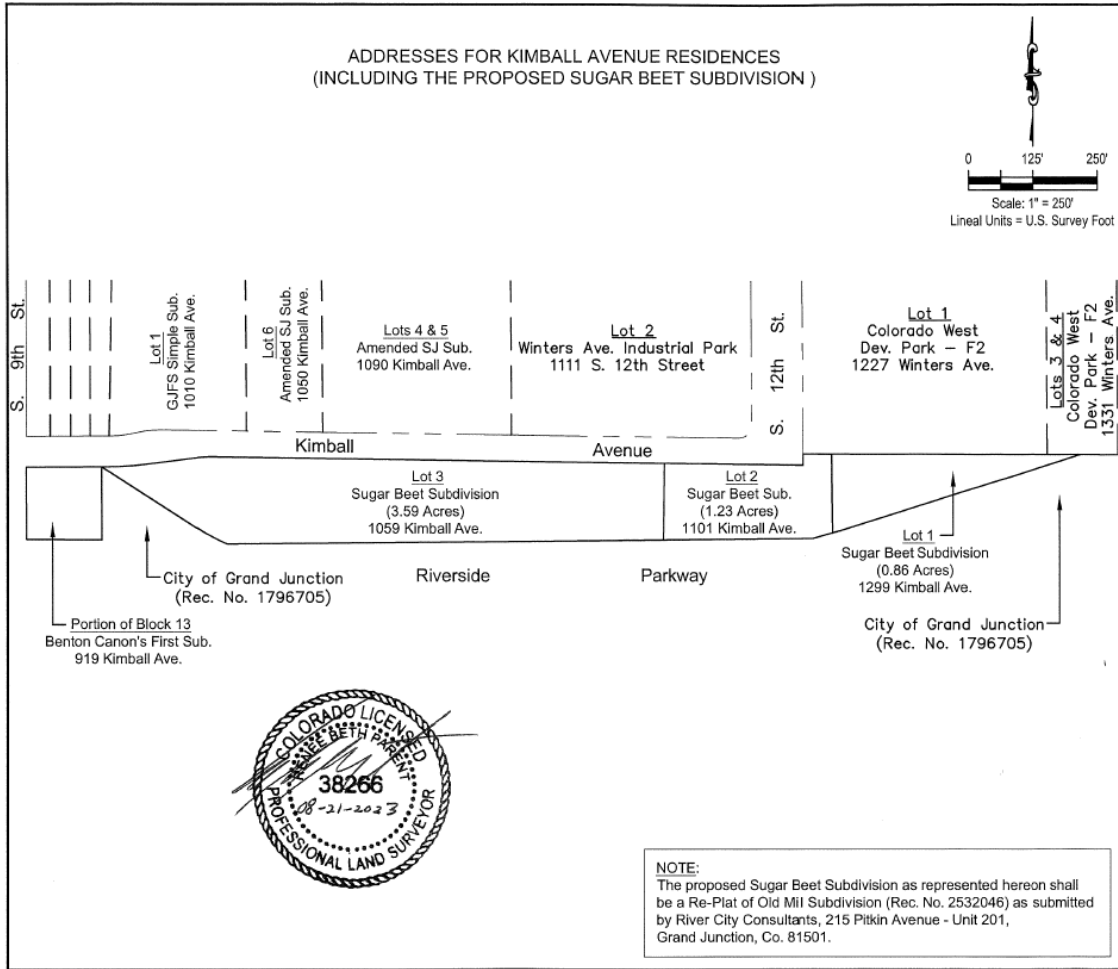 ADDRESSES FOR KIMBALL AVENUE RESIDENCES
(INCLUDING THE PROPOSED SUGAR BEET SUBDIVISION )
0 125' 250'
Scale: 1" = 250'
Lineal Units = U.S. Survey Foot
S. 9th St.
Lot 1
GJFS Slimple Sub.
1010 Kimball Ave.
Lot 6
Amended SJ Sub.
1050 Kimball Ave.
Lots 4 & 5
Amended SJ Sub.
1090 Kimball Ave.
Lot 2
Winters Ave. Industrial Park
1111 S. 12th Street
S. 12th St.
Lot 1
Colorado West
Dev. Park – F2
1227 Winters Ave.
Lots 3 & 4
Colorado West
Dev. Park – F2
1331 Winters Ave.
Kimball Avenue
Lot 3
Sugar Beet Subdivision
(3.59 Acres)
1059 Kimball Ave.
Lot 2
Sugar Beet Sub.
(1.23 Acres)
1101 Kimball Ave.
Lot 1
Sugar Beet Subdivision
(0.86 Acres)
1299 Kimball Ave.
City of Grand Junction
(Rec. No. 1796705)
Riverside Parkway
Portion of Block 13
Benton Canon's First Sub.
919 Kimball Ave.
City of Grand Junction
(Rec. No. 1796705)
COLORADO LICENSED
RENEE BETH PARENT
38266
08-21-2023
PROFESSIONAL LAND SURVEYOR
NOTE:
The proposed Sugar Beet Subdivision as represented hereon shall
be a Re-Plat of Old Mil Subdivision (Rec. No. 2532046) as submitted
by River City Consultants, 215 Pitkin Avenue - Unit 201,
Grand Junction, Co. 81501.